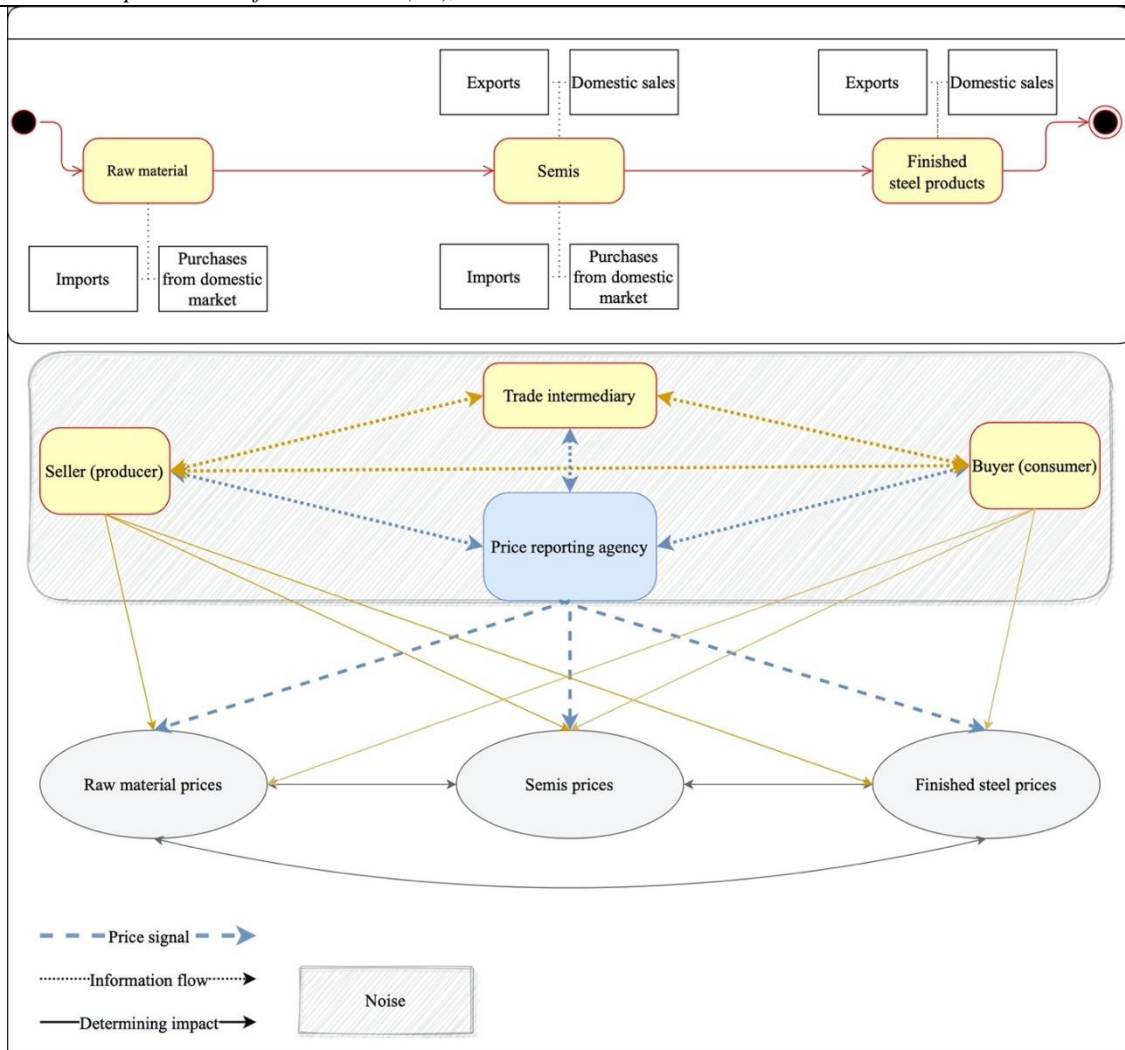 Exports
Domestic sales
Exports
Domestic sales
Raw material
Semis
Finished
steel products
Imports
Purchases
from domestic
market
Imports
Purchases
from domestic
market
Trade intermediary
Seller (producer)
Buyer (consumer)
Price reporting agency
Raw material prices
Semis prices
Finished steel prices
Price signal
Information flow
Determining impact
Noise